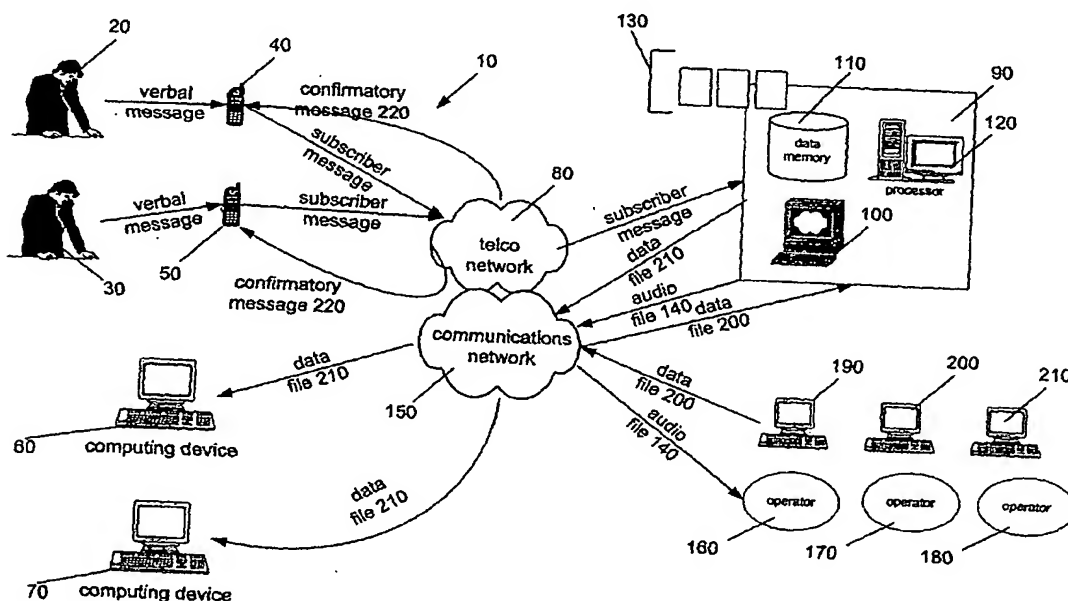 20
40
10
130
110
90
120
verbal
message
confirmatory
message 220
data
memory
processor
subscriber
message
80
100
verbal
message
subscriber
message
telco
network
subscriber
message
data
file 210
30
50
confirmatory
message 220
audio
file 140
data
file 200
communications
network
data
file 210
150
data
file 200
190
200
210
audio
file 140
60
computing device
data
file 210
operator
operator
operator
160
170
180
70
computing device